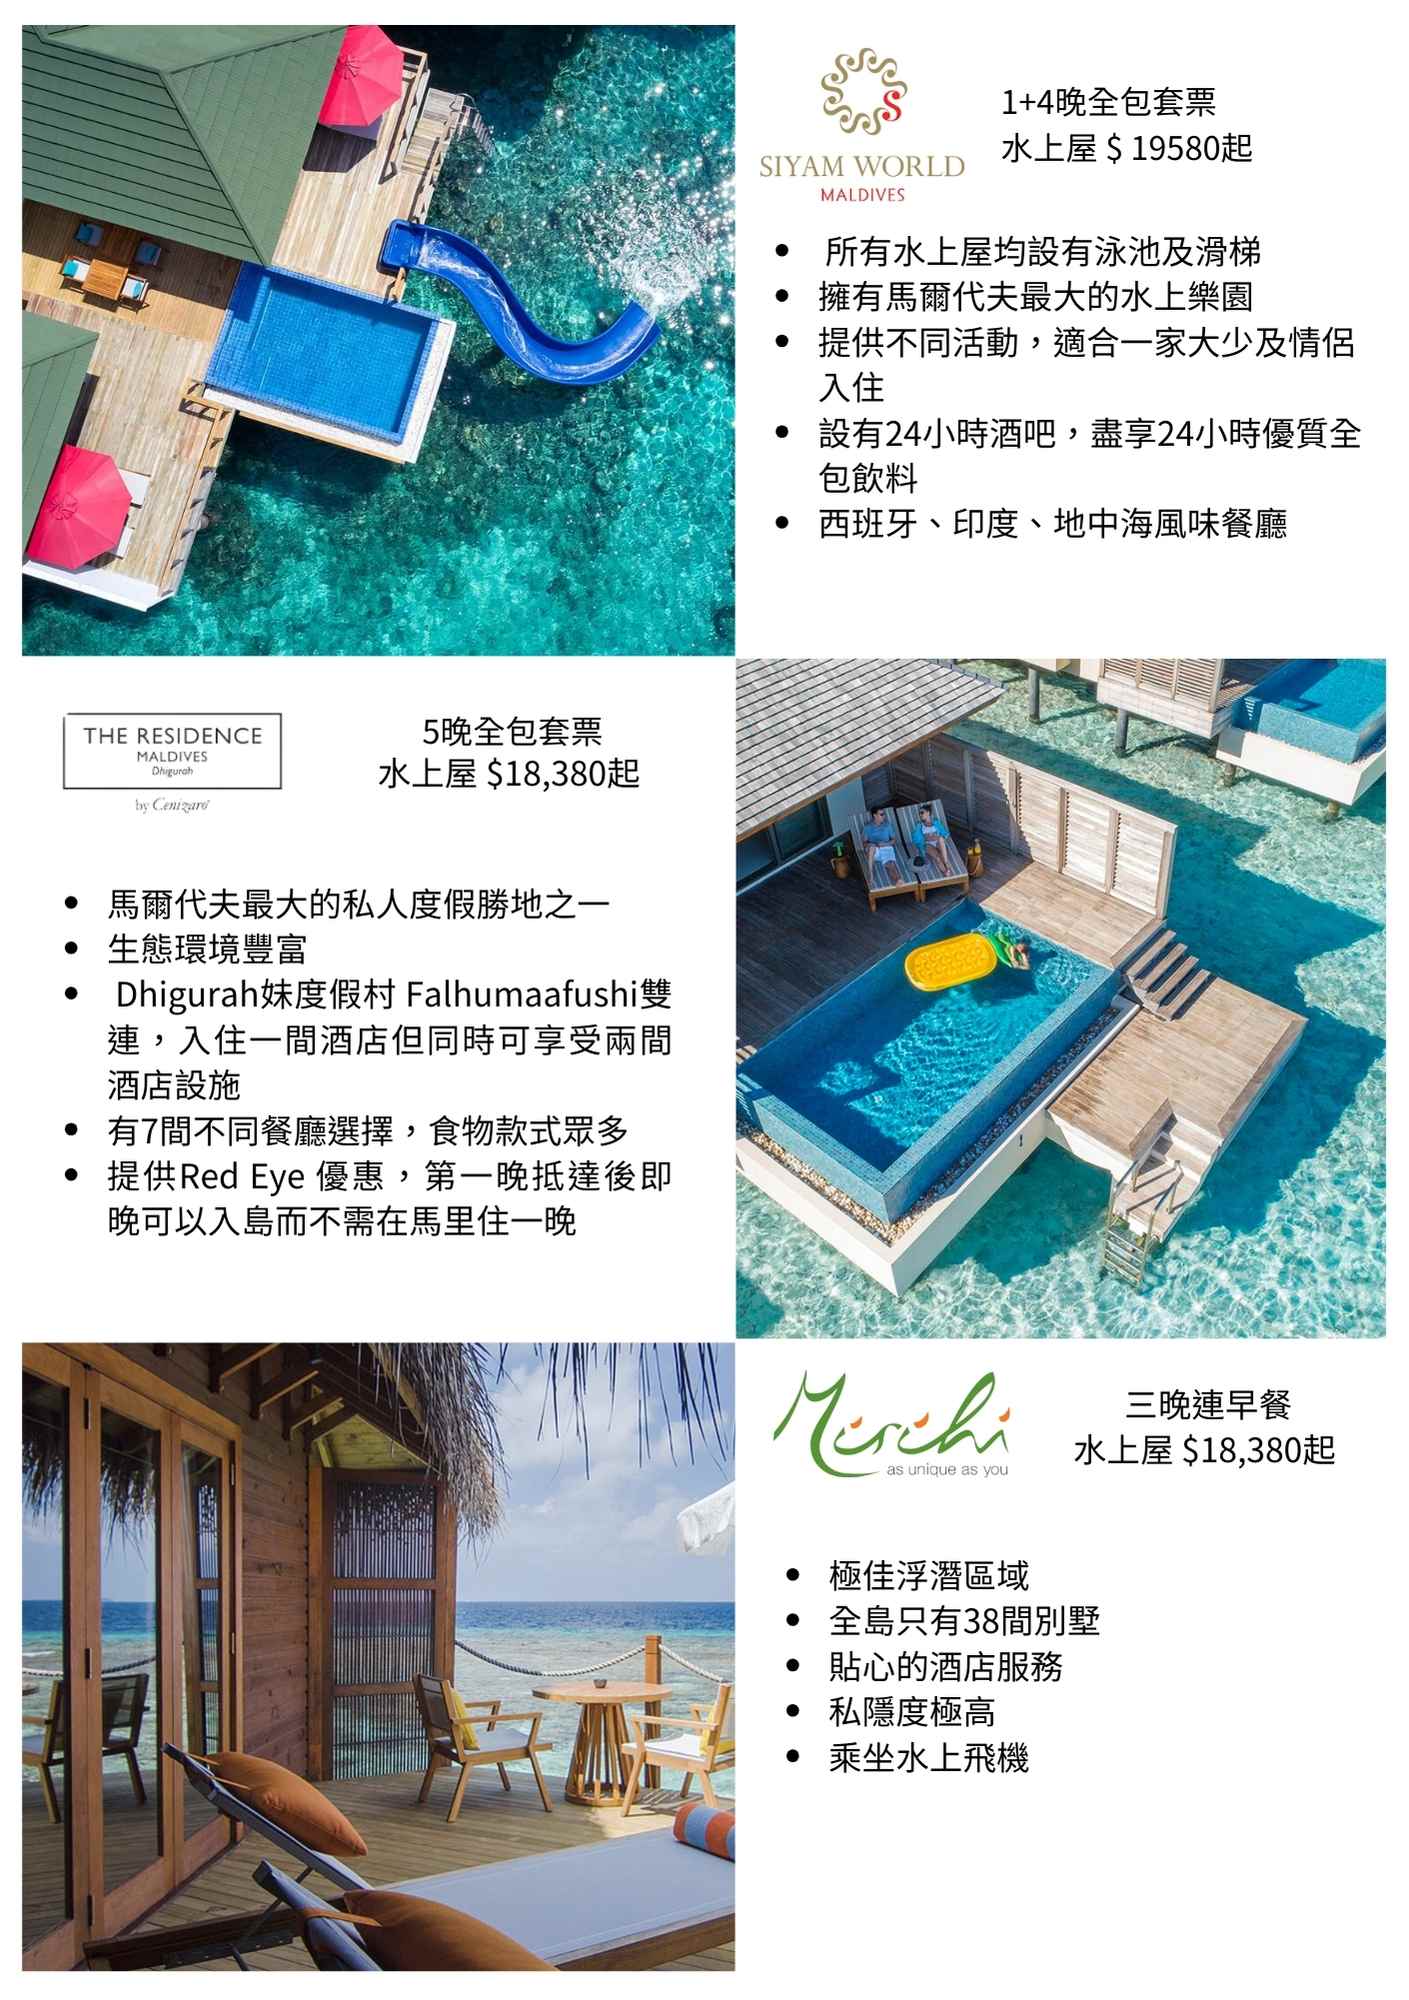 SIYAM WORLD
MALDIVES
1+4晚全包套票
水上屋 $ 19580起
• 所有水上屋均設有泳池及滑梯
• 擁有馬爾代夫最大的水上樂園
• 提供不同活動，適合一家大少及情侶
入住
• 設有24小時酒吧，盡享24小時優質全
包飲料
• 西班牙、印度、地中海風味餐廳
THE RESIDENCE
MALDIVES
Dhigurah
by Cenizaro
5晚全包套票
水上屋 $18,380起
• 馬爾代夫最大的私人度假勝地之一
• 生態環境豐富
• Dhigurah妹度假村 Falhumaafushi雙
連，入住一間酒店但同時可享受兩間
酒店設施
• 有7間不同餐廳選擇，食物款式眾多
• 提供Red Eye 優惠，第一晚抵達後即
晚可以入島而不需在馬里住一晚
Mirihi
as unique as you
三晚連早餐
水上屋 $18,380起
• 極佳浮潛區域
• 全島只有38間別墅
• 貼心的酒店服務
• 私隱度極高
• 乘坐水上飛機